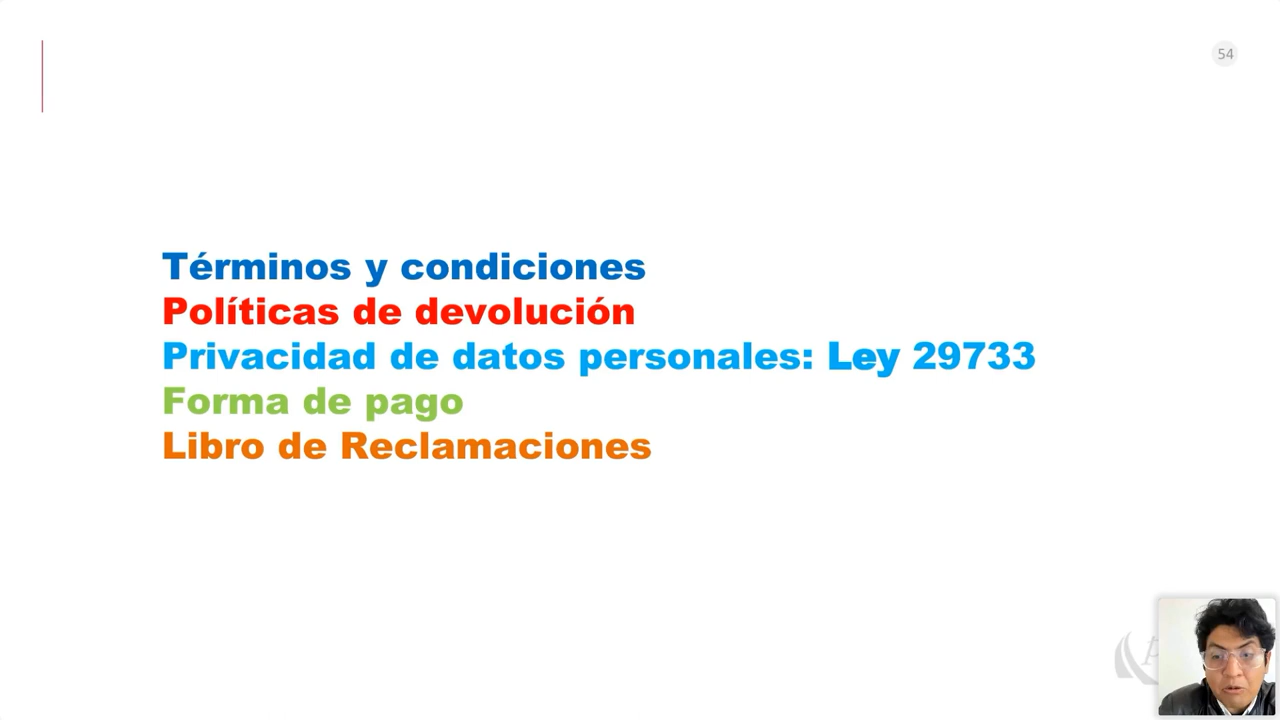 54
Términos y condiciones
Políticas de devolución
Privacidad de datos personales: Ley 29733
Forma de pago
Libro de Reclamaciones